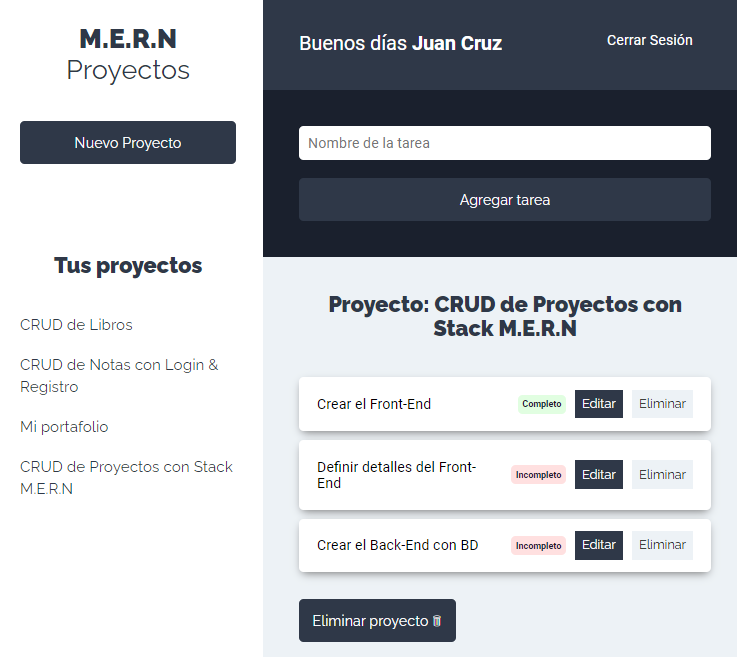 M.E.R.N
Proyectos
Nuevo Proyecto
Tus proyectos
CRUD de Libros
CRUD de Notas con Login &
Registro
Mi portafolio
CRUD de Proyectos con Stack
M.E.R.N
Buenos días Juan Cruz
Cerrar Sesión
Nombre de la tarea
Agregar tarea
Proyecto: CRUD de Proyectos con
Stack M.E.R.N
Crear el Front-End Completo Editar Eliminar
Definir detalles del Front-
End Incompleto Editar Eliminar
Crear el Back-End con BD Incompleto Editar Eliminar
Eliminar proyecto